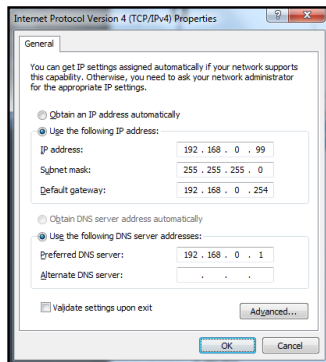 Internet Protocol Version 4 (TCP/IPv4) Properties
General
You can get IP settings assigned automatically if your network supports
this capability. Otherwise, you need to ask your network administrator
for the appropriate IP settings.
Obtain an IP address automatically
Use the following IP address:
IP address: 192 . 168 . 0 . 99
Subnet mask: 255 . 255 . 255 . 0
Default gateway: 192 . 168 . 0 . 254
Obtain DNS server address automatically
Use the following DNS server addresses:
Preferred DNS server: 192 . 168 . 0 . 1
Alternate DNS server: . . .
Validate settings upon exit
Advanced...
OK Cancel